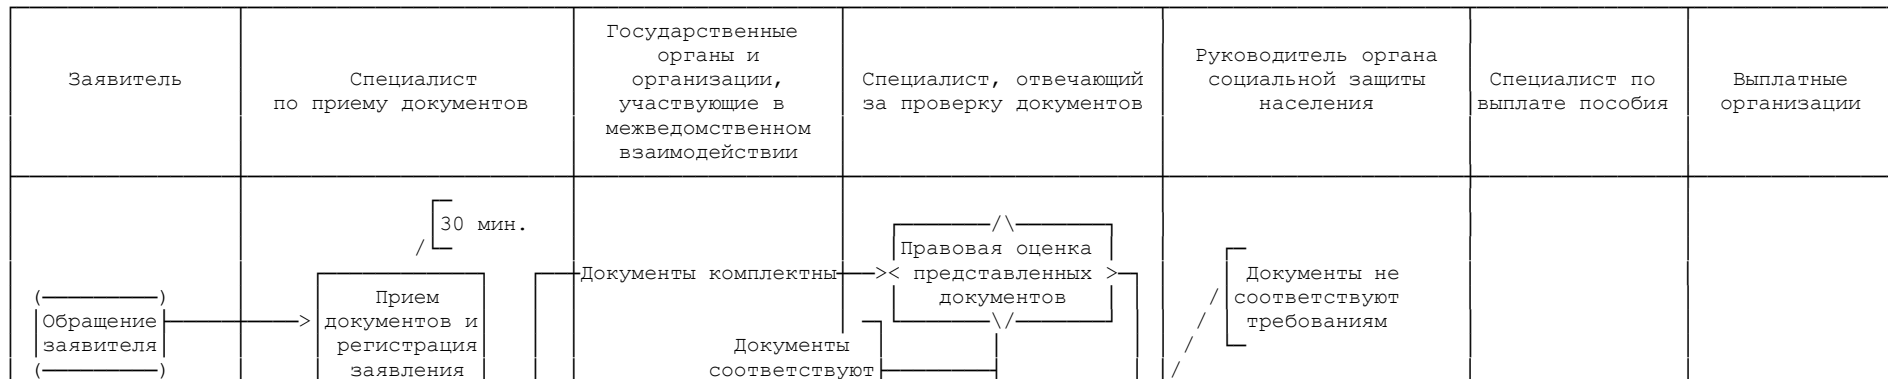 Заявитель
Специалист
по приему документов
Государственные
органы и
организации,
участвующие в
межведомственном
взаимодействии
Специалист, отвечающий
за проверку документов
Руководитель органа
социальной защиты
населения
Специалист по
выплате пособия
Выплатные
организации
30 мин.
Обращение
заявителя
Прием
документов и
регистрация
заявления
Документы комплектны
Правовая оценка
представленных
документов
Документы
соответствуют
Документы не
соответствуют
требованиям